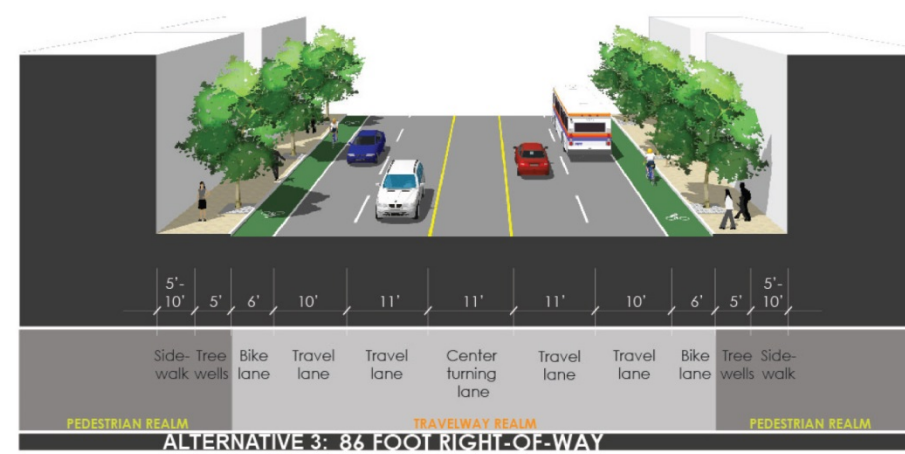 5'- 5'-
10' 5' 6' 10' 11' 11' 11' 10' 6' 5' 10'
Side- Tree Bike Travel Travel Center Travel Travel Bike Tree Side-
walk wells lane lane lane turning lane lane lane wells walk
lane
PEDESTRIAN REALM TRAVELWAY REALM PEDESTRIAN REALM
ALTERNATIVE 3: 86 FOOT RIGHT-OF-WAY